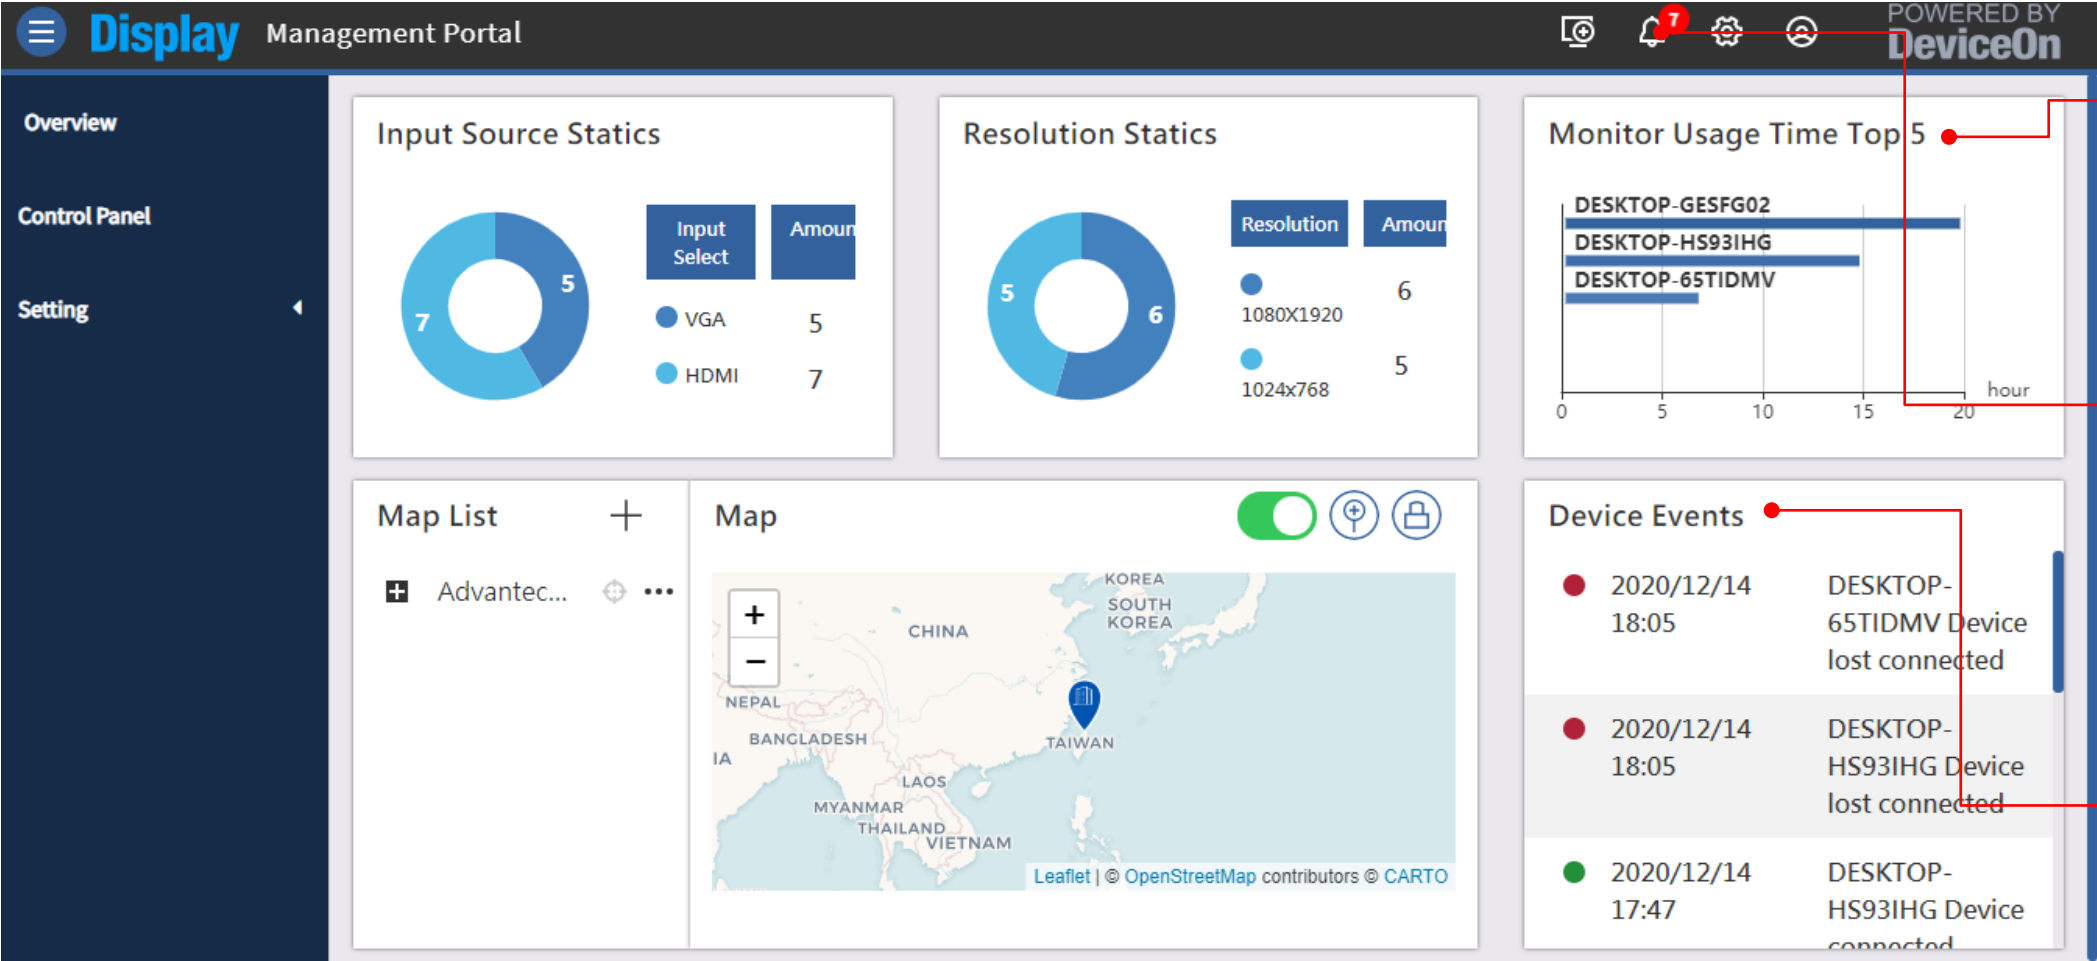 Display Management Portal
7
POWERED BY
DeviceOn
Overview
Control Panel
Setting
Input Source Statics
5
7
Input
Select
Amoun
VGA 5
HDMI 7
Resolution Statics
5
6
Resolution Amoun
6
1080X1920
5
1024x768
Monitor Usage Time Top 5
DESKTOP-GESFG02
DESKTOP-HS93IHG
DESKTOP-65TIDMV
hour
0 5 10 15 20
Map List
Advantec...
Map
+
−
KOREA
SOUTH
KOREA
CHINA
NEPAL
BANGLADESH
TAIWAN
IA
LAOS
MYANMAR
THAILAND
VIETNAM
Leaflet | © OpenStreetMap contributors © CARTO
Device Events
2020/12/14 DESKTOP-
18:05 65TIDMV Device
lost connected
2020/12/14 DESKTOP-
18:05 HS93IHG Device
lost connected
2020/12/14 DESKTOP-
17:47 HS93IHG Device
connected